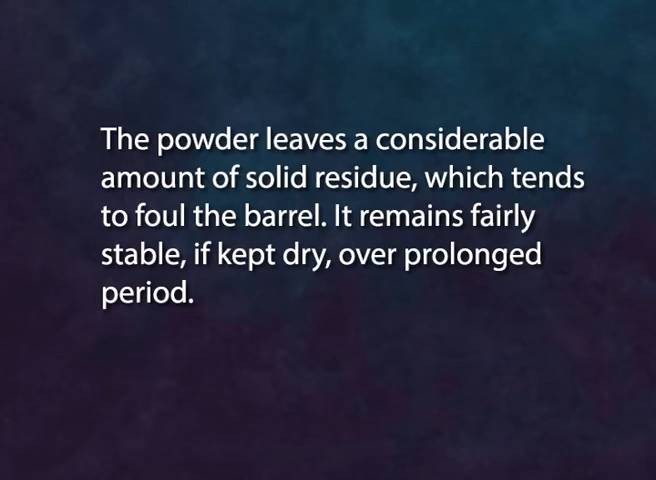 The powder leaves a considerable
amount of solid residue, which tends
to foul the barrel. It remains fairly
stable, if kept dry, over prolonged
period.